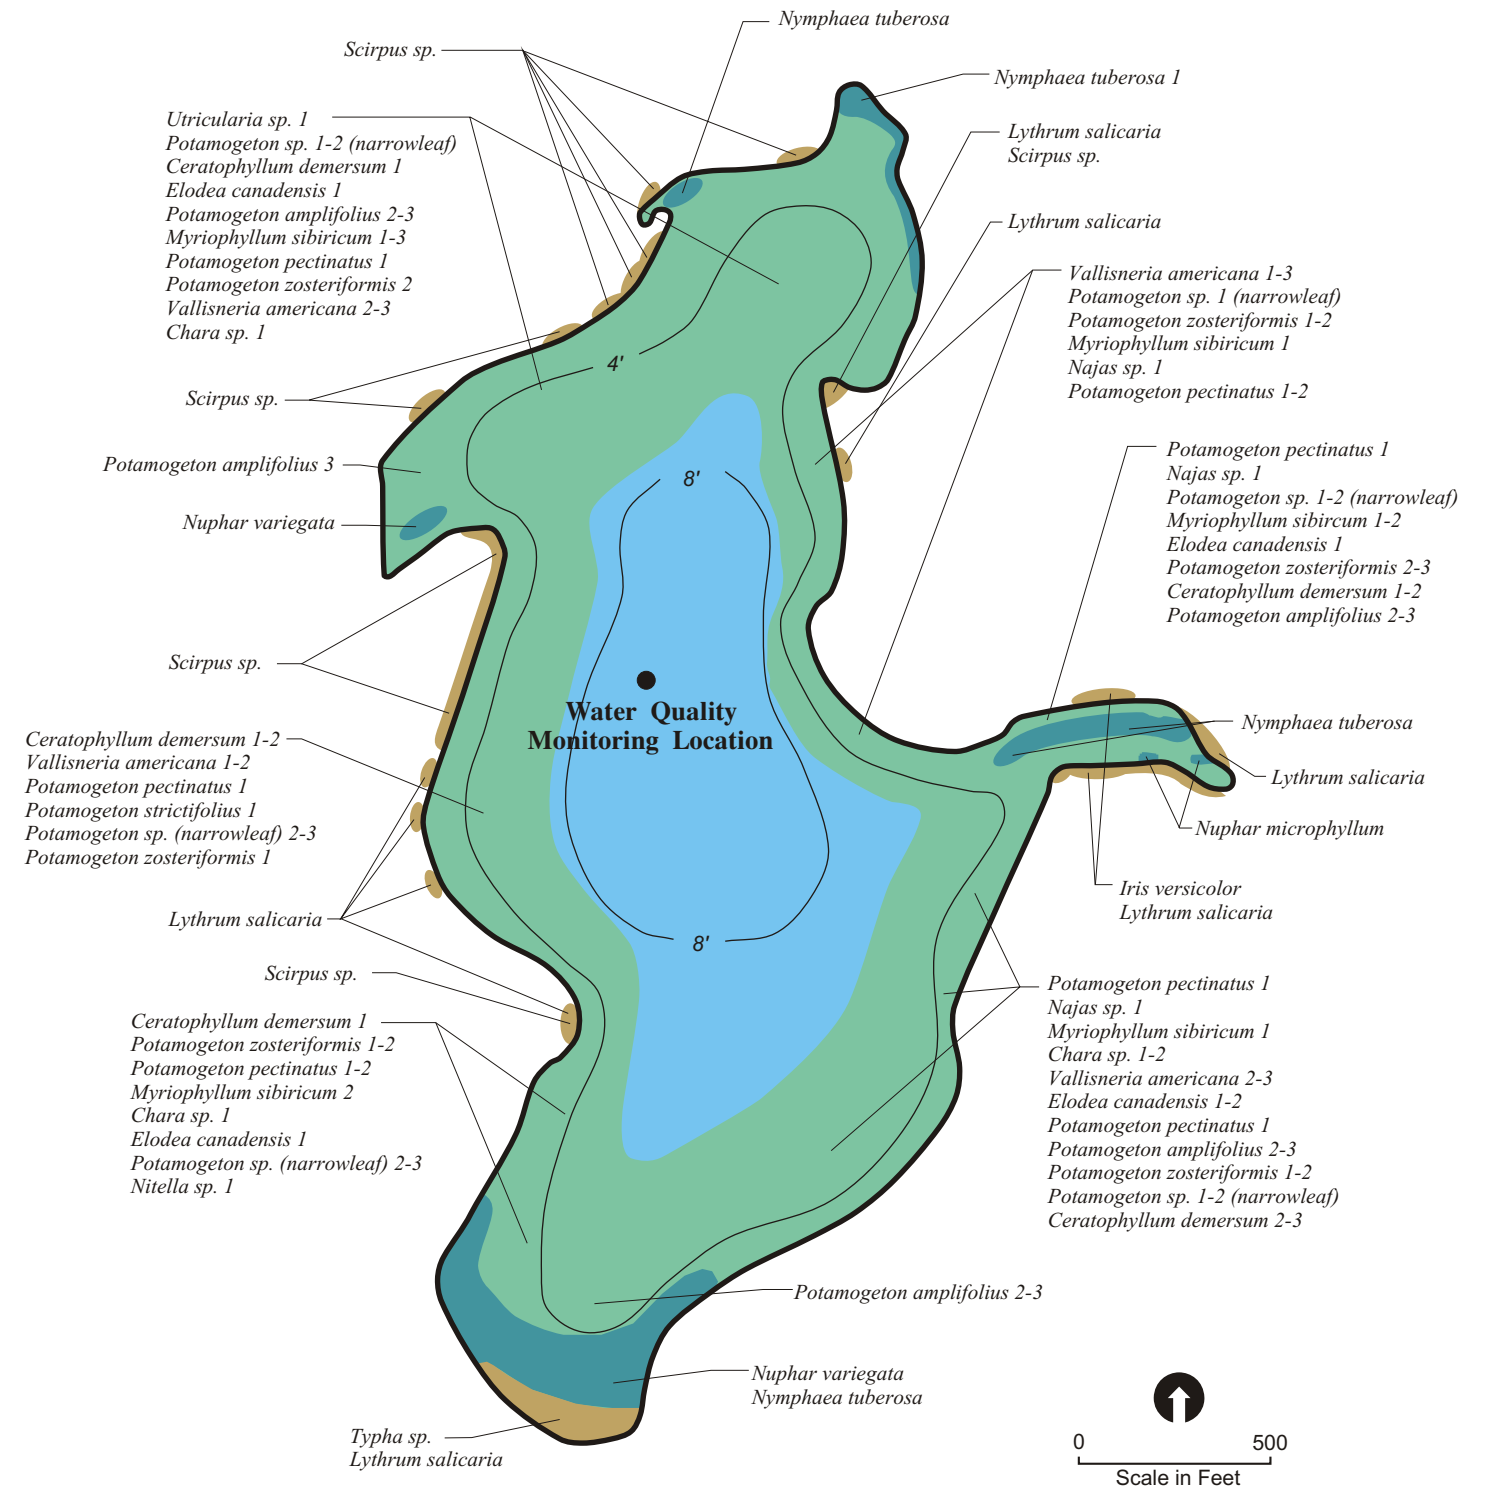 Nymphaea tuberosa
Scirpus sp.
Nymphaea tuberosa 1
Utricularia sp. 1
Potamogeton sp. 1-2 (narrowleaf)
Ceratophyllum demersum 1
Elodea canadensis 1
Potamogeton amplifolius 2-3
Myriophyllum sibiricum 1-3
Potamogeton pectinatus 1
Potamogeton zosteriformis 2
Vallisneria americana 2-3
Chara sp. 1
Lythrum salicaria
Scirpus sp.
Lythrum salicaria
Vallisneria americana 1-3
Potamogeton sp. 1 (narrowleaf)
Potamogeton zosteriformis 1-2
Myriophyllum sibiricum 1
Najas sp. 1
Potamogeton pectinatus 1-2
4'
Scirpus sp.
Potamogeton amplifolius 3
Nuphar variegata
8'
Potamogeton pectinatus 1
Najas sp. 1
Potamogeton sp. 1-2 (narrowleaf)
Myriophyllum sibircum 1-2
Elodea canadensis 1
Potamogeton zosteriformis 2-3
Ceratophyllum demersum 1-2
Potamogeton amplifolius 2-3
Scirpus sp.
Water Quality
Monitoring Location
Nymphaea tuberosa
Lythrum salicaria
Nuphar microphyllum
Iris versicolor
Lythrum salicaria
Ceratophyllum demersum 1-2
Vallisneria americana 1-2
Potamogeton pectinatus 1
Potamogeton strictifolius 1
Potamogeton sp. (narrowleaf) 2-3
Potamogeton zosteriformis 1
Lythrum salicaria
8'
Scirpus sp.
Ceratophyllum demersum 1
Potamogeton zosteriformis 1-2
Potamogeton pectinatus 1-2
Myriophyllum sibiricum 2
Chara sp. 1
Elodea canadensis 1
Potamogeton sp. (narrowleaf) 2-3
Nitella sp. 1
Potamogeton pectinatus 1
Najas sp. 1
Myriophyllum sibiricum 1
Chara sp. 1-2
Vallisneria americana 2-3
Elodea canadensis 1-2
Potamogeton pectinatus 1
Potamogeton amplifolius 2-3
Potamogeton zosteriformis 1-2
Potamogeton sp. 1-2 (narrowleaf)
Ceratophyllum demersum 2-3
Potamogeton amplifolius 2-3
Nuphar variegata
Nymphaea tuberosa
Typha sp.
Lythrum salicaria
0 500
Scale in Feet